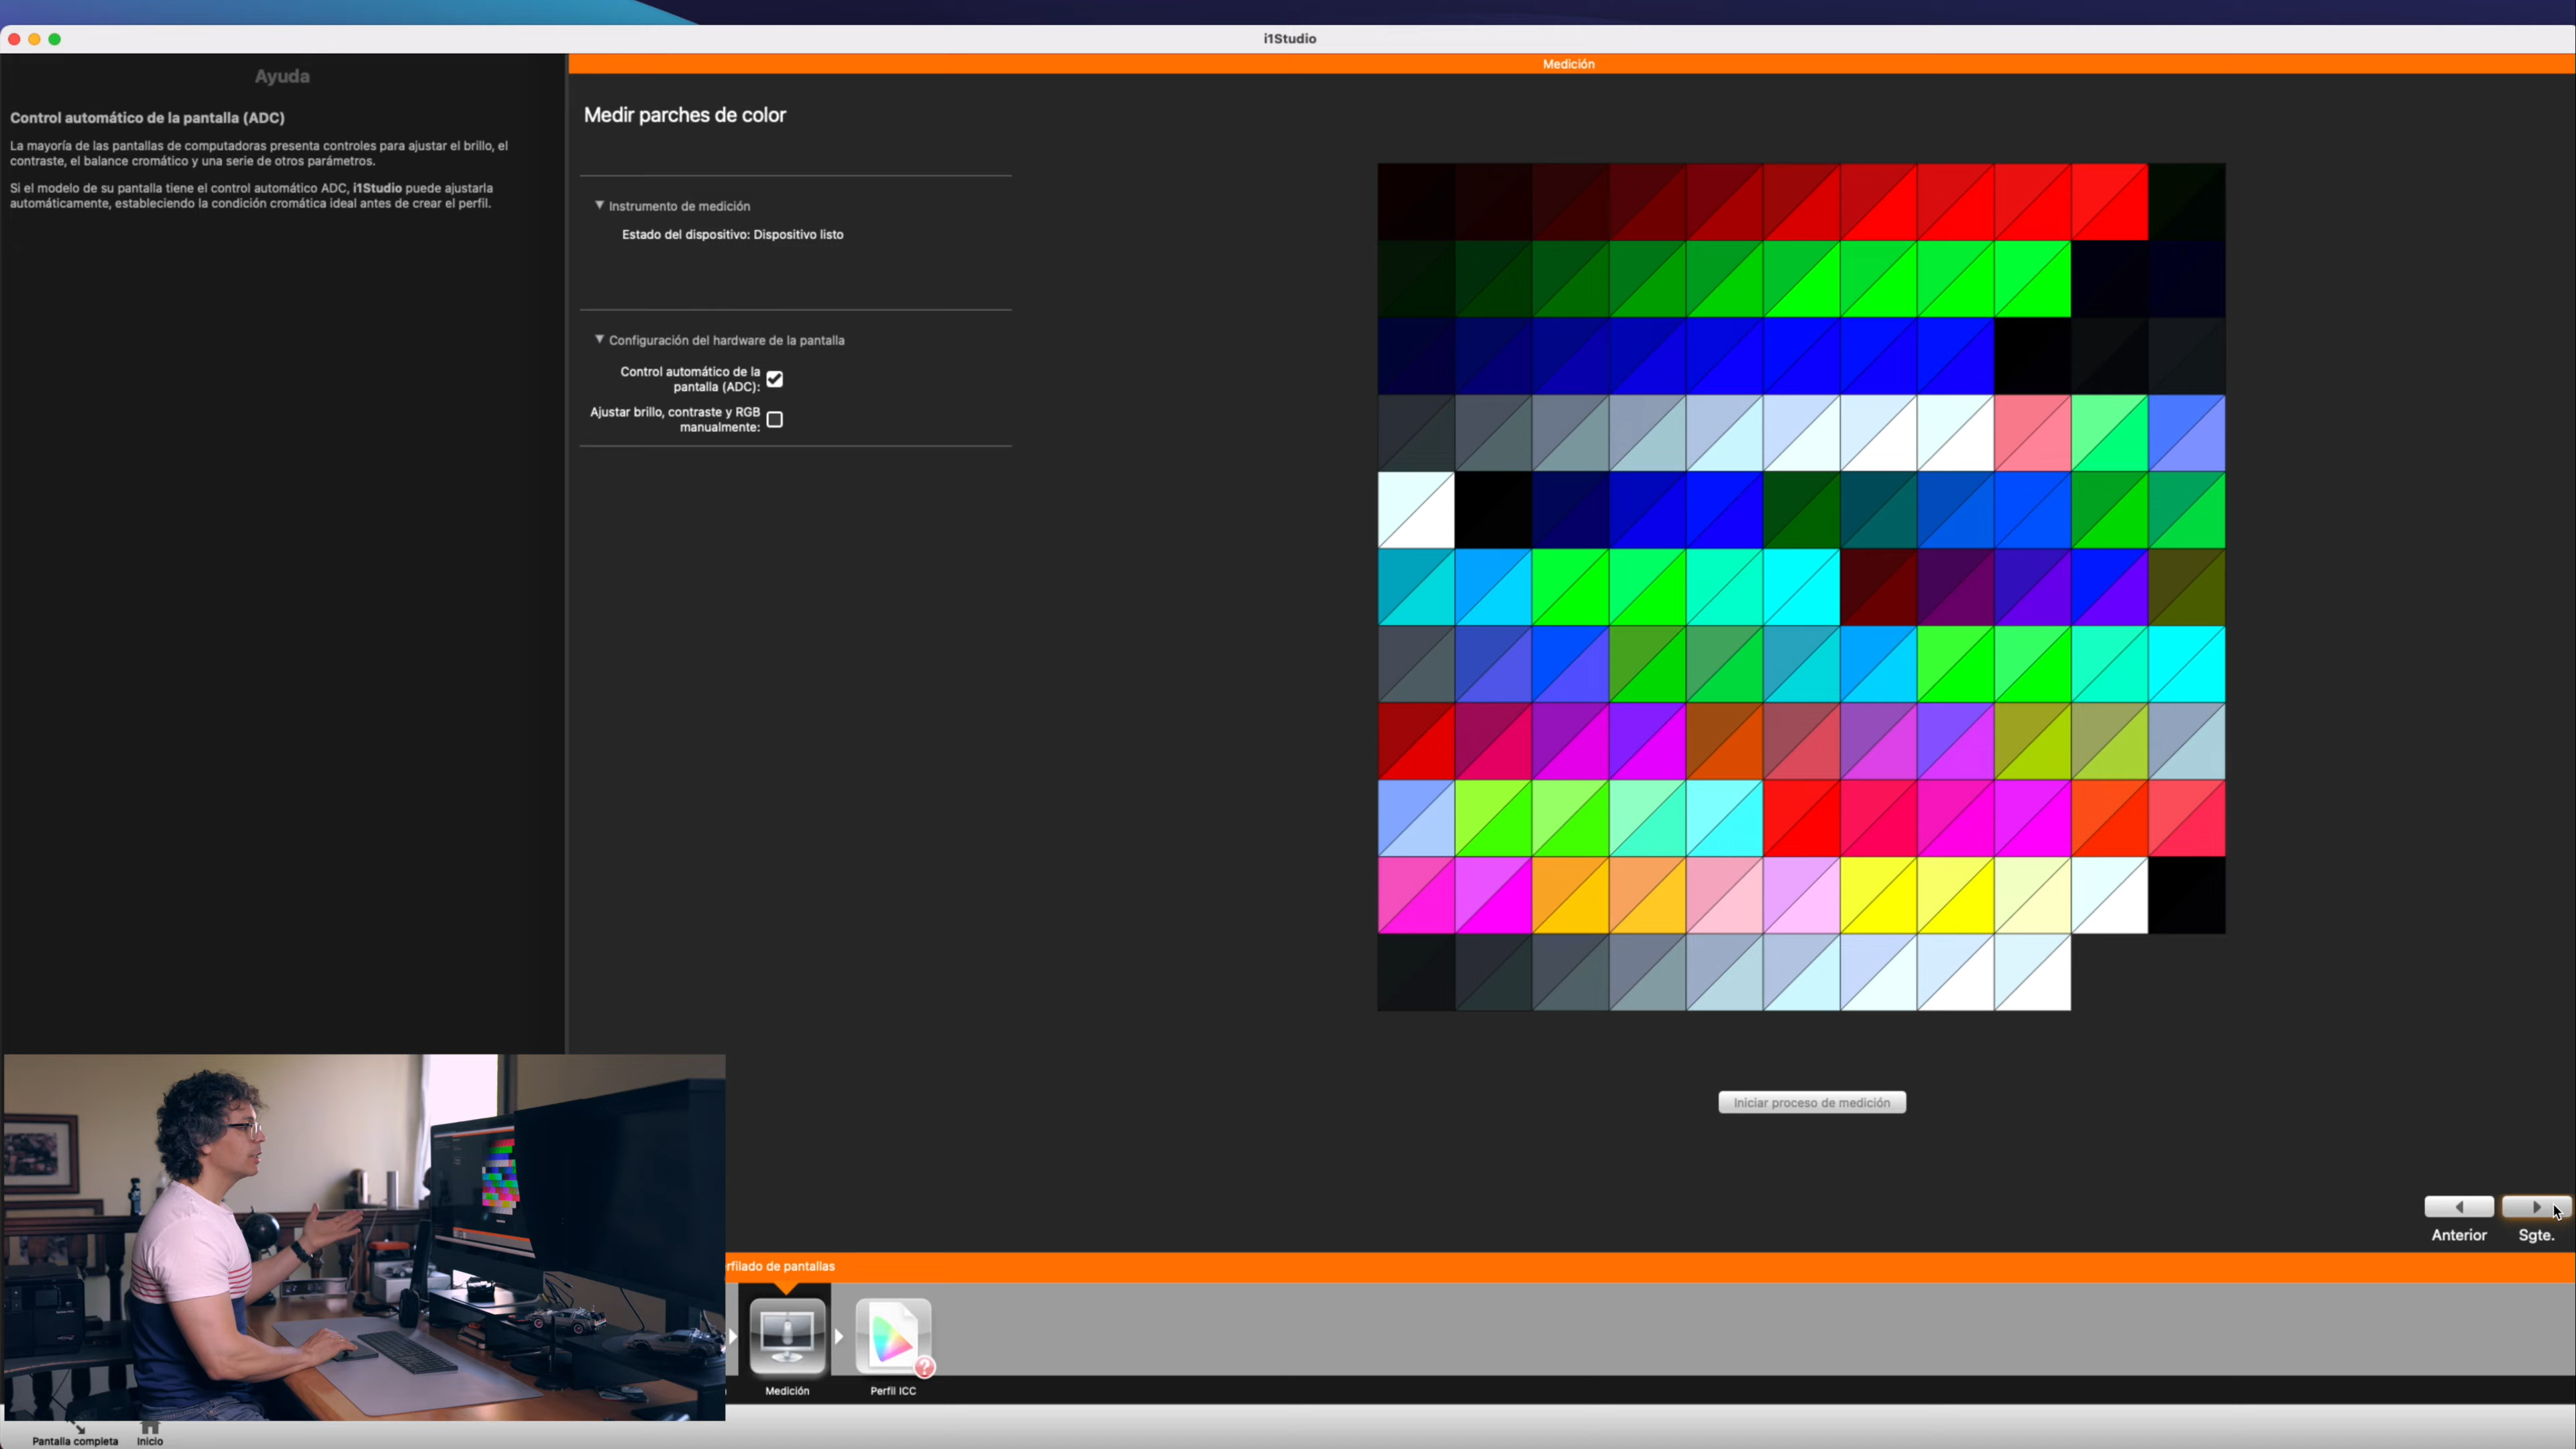 i1Studio
Ayuda
Control automático de la pantalla (ADC)
La mayoría de las pantallas de computadoras presenta controles para ajustar el brillo, el
contraste, el balance cromático y una serie de otros parámetros.
Si el modelo de su pantalla tiene el control automático ADC, i1Studio puede ajustarla
automáticamente, estableciendo la condición cromática ideal antes de crear el perfil.
Medición
Medir parches de color
Instrumento de medición
Estado del dispositivo: Dispositivo listo
Configuración del hardware de la pantalla
Control automático de la
pantalla (ADC):
Ajustar brillo, contraste y RGB
manualmente:
Iniciar proceso de medición
Anterior
Sgte.
rfilado de pantallas
?
Medición
Perfil ICC
Pantalla completa
Inicio